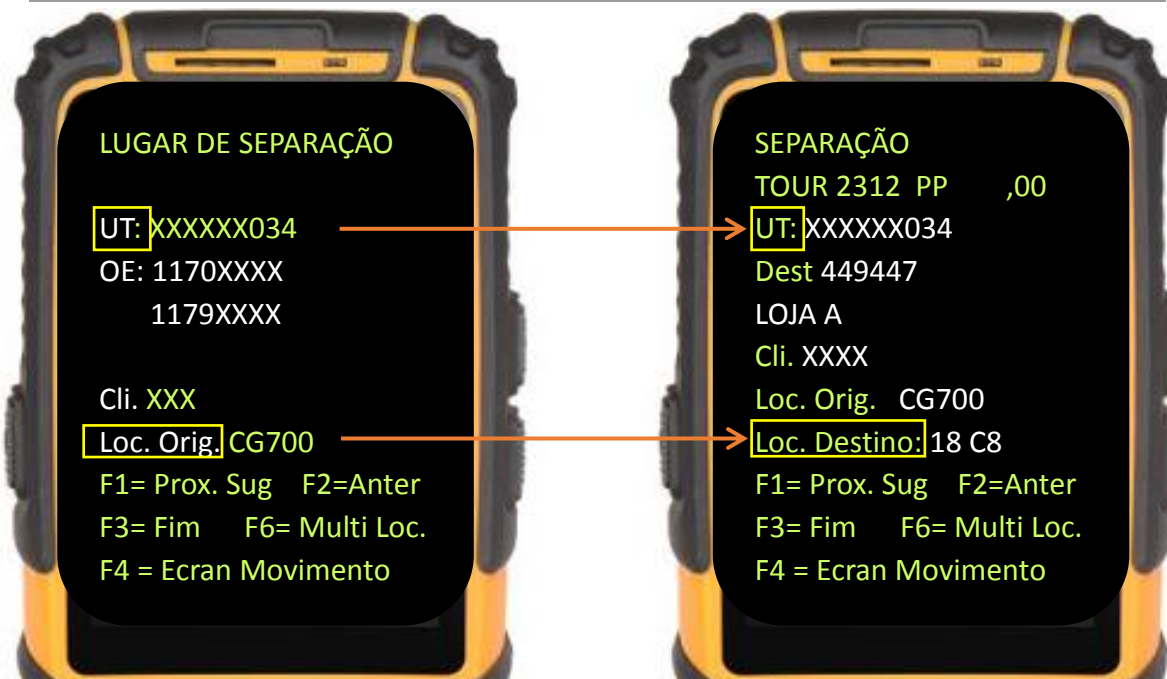 LUGAR DE SEPARAÇÃO
UT: XXXXXX034
OE: 1170XXXX
1179XXXX
Cli. XXX
Loc. Orig. CG700
F1= Prox. Sug F2=Anter
F3= Fim F6= Multi Loc.
F4 = Ecran Movimento
SEPARAÇÃO
TOUR 2312 PP ,00
UT: XXXXXX034
Dest 449447
LOJA A
Cli. XXXX
Loc. Orig. CG700
Loc. Destino: 18 C8
F1= Prox. Sug F2=Anter
F3= Fim F6= Multi Loc.
F4 = Ecran Movimento